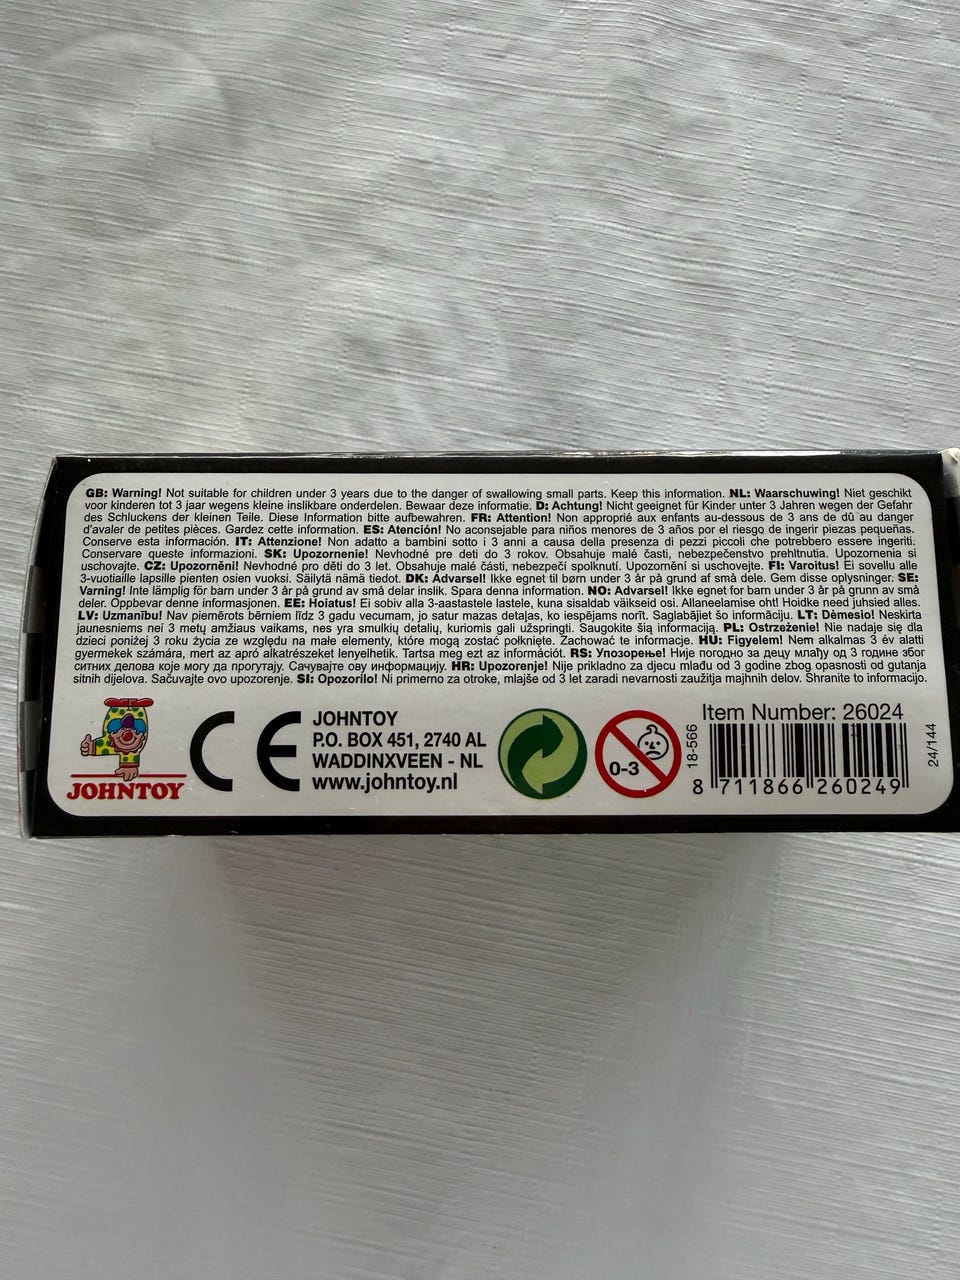 GB: Warning! Not suitable for children under 3 years due to the danger of swallowing small parts. Keep this information. NL: Waarschuwing! Niet geschikt
voor kinderen tot 3 jaar wegens kleine inslikbare onderdelen. Bewaar deze informatie. D: Achtung! Nicht geeignet für Kinder unter 3 Jahren wegen der Gefahr
des Schluckens der kleinen Teile. Diese Information bitte aufbewahren. FR: Attention! Non approprié aux enfants au-dessous de 3 ans de dû au danger
d'avaler de petites pièces. Gardez cette information. ES: Atención! No aconsejable para niños menores de 3 años por el riesgo de ingerir piezas pequeñas.
Conserve esta información. IT: Attenzione! Non adatto a bambini sotto i 3 anni a causa della presenza di pezzi piccoli che potrebbero essere ingeriti.
Conservare queste informazioni. SK: Upozornenie! Nevhodné pre deti do 3 rokov. Obsahuje malé časti, nebezpečenstvo prehltnutia. Upozornenia si
uschovajte. CZ: Upozornění! Nevhodné pro děti do 3 let. Obsahuje malé části, nebezpečí spolknutí. Upozornění si uschovejte. FI: Varoitus! Ei sovellu alle
3-vuotiaille lapsille pienten osien vuoksi. Säilytä nämä tiedot. DK: Advarsel! Ikke egnet til børn under 3 år på grund af små dele. Gem disse oplysninger. SE:
Varning! Inte lämplig för barn under 3 år på grund av små delar inslik. Spara denna information. NO: Advarsel! Ikke egnet for barn under 3 år på grunn av små
deler. Oppbevar denne informasjonen. EE: Hoiatus! Ei sobiv alla 3-aastastele lastele, kuna sisaldab väikseid osi. Allaneelamise oht! Hoidke need juhsied alles.
LV: Uzmanību! Nav piemērots bērniem līdz 3 gadu vecumam, jo satur mazas detaļas, ko iespējams norīt. Saglabājiet šo informāciju. LT: Dėmesio! Neskirta
jaunesniems nei 3 metų amžiaus vaikams, nes yra smulkių detalių, kuriomis gali užspringti. Saugokite šią informaciją. PL: Ostrzeżenie! Nie nadaje się dla
dzieci poniżej 3 roku życia ze względu na małe elementy, które mogą zostać połknięte. Zachować te informacje. HU: Figyelem! Nem alkalmas 3 év alatti
gyermekek számára, mert az apró alkatrészeket lenyelhetik. Tartsa meg ezt az információt. RS: Упозорење! Није погодно за децу млађу од 3 године због
ситних делова које могу да прогутају. Сачувајте ову информацију. HR: Upozorenje! Nije prikladno za djecu mlađu od 3 godine zbog opasnosti od gutanja
sitnih dijelova. Sačuvajte ovo upozorenje. SI: Opozorilo! Ni primerno za otroke, mlajše od 3 let zaradi nevarnosti zaužitja majhnih delov. Shranite to informacijo.
JOHNTOY
CE
JOHNTOY
P.O. BOX 451, 2740 AL
WADDINXVEEN - NL
www.johntoy.nl
0-3
18-566
Item Number: 26024
8 711866 260249
24/144